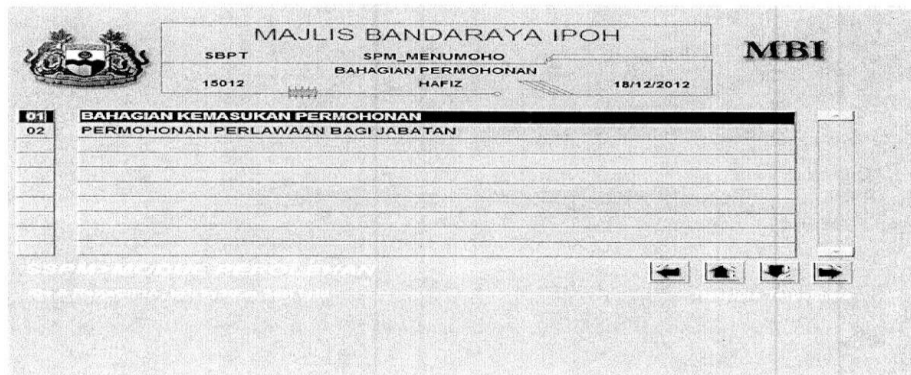 MAJLIS BANDARAYA IPOH
MBI
SBPT SPM_MENUMOHO
BAHAGIAN PERMOHONAN
15012 HAFIZ 18/12/2012
01 BAHAGIAN KEMASUKAN PERMOHONAN
02 PERMOHONAN PERLAWAAN BAGI JABATAN